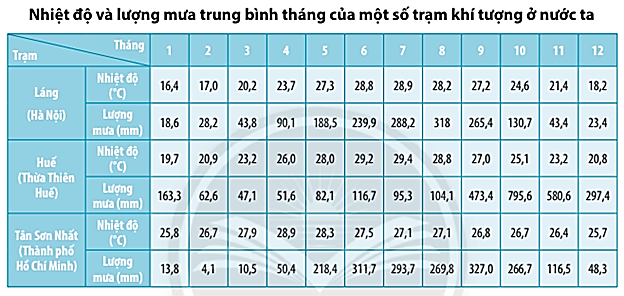 Nhiệt độ và lượng mưa trung bình tháng của một số trạm khí tượng ở nước ta
Tháng 1 2 3 4 5 6 7 8 9 10 11 12
Trạm
Láng (Hà Nội)
Nhiệt độ (°C) 16,4 17,0 20,2 23,7 27,3 28,8 28,9 28,2 27,2 24,6 21,4 18,2
Lượng mưa (mm) 18,6 28,2 43,8 90,1 188,5 239,9 288,2 318 265,4 130,7 43,4 23,4
Huế (Thừa Thiên Huế)
Nhiệt độ (°C) 19,7 20,9 23,2 26,0 28,0 29,2 29,4 28,8 27,0 25,1 23,2 20,8
Lượng mưa (mm) 163,3 62,6 47,1 51,6 82,1 116,7 95,3 104,1 473,4 795,6 580,6 297,4
Tân Sơn Nhất (Thành phố Hồ Chí Minh)
Nhiệt độ (°C) 25,8 26,7 27,9 28,9 28,3 27,5 27,1 27,1 26,8 26,7 26,4 25,7
Lượng mưa (mm) 13,8 4,1 10,5 50,4 218,4 311,7 293,7 269,8 327,0 266,7 116,5 48,3